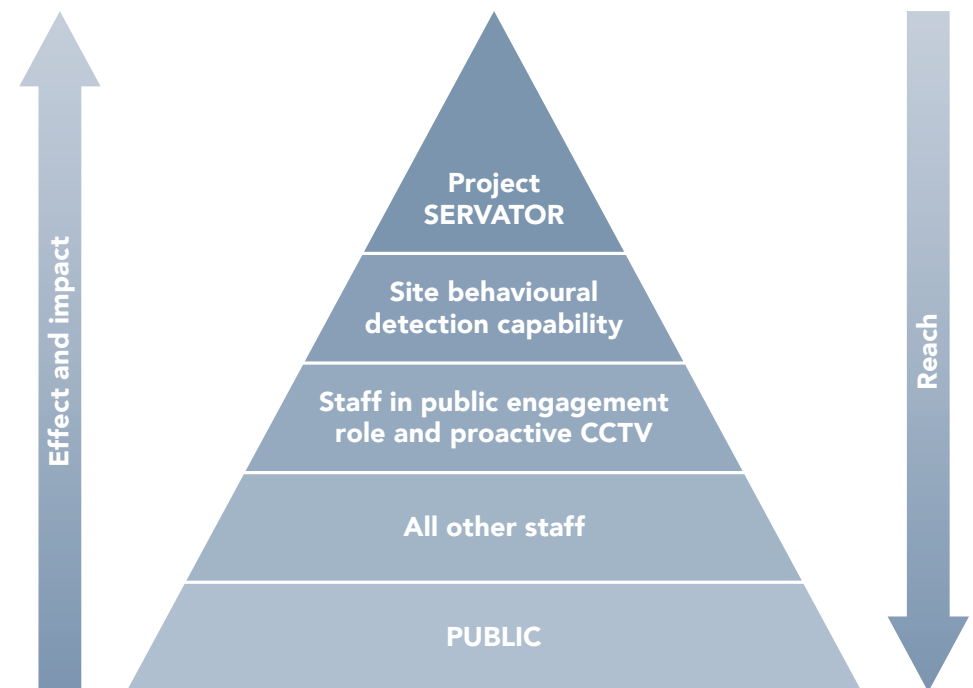 Project
SERVATOR
Site behavioural
detection capability
Staff in public engagement
role and proactive CCTV
All other staff
PUBLIC
Effect and impact
Reach